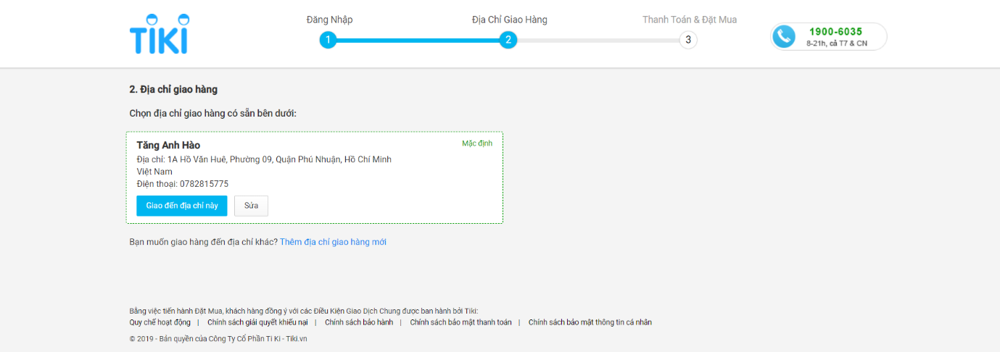 TiKi
Đăng Nhập
Địa Chỉ Giao Hàng
Thanh Toán & Đặt Mua
1
2
3
1900-6035
8-21h, cả T7 & CN
2. Địa chỉ giao hàng
Chọn địa chỉ giao hàng có sẵn bên dưới:
Tăng Anh Hào
Mặc định
Địa chỉ: 1A Hồ Văn Huê, Phường 09, Quận Phú Nhuận, Hồ Chí Minh
Việt Nam
Điện thoại: 0782815775
Giao đến địa chỉ này
Sửa
Bạn muốn giao hàng đến địa chỉ khác? Thêm địa chỉ giao hàng mới
Bằng việc tiến hành Đặt Mua, khách hàng đồng ý với các Điều Kiện Giao Dịch Chung được ban hành bởi Tiki:
Quy chế hoạt động | Chính sách giải quyết khiếu nại | Chính sách bảo hành | Chính sách bảo mật thanh toán | Chính sách bảo mật thông tin cá nhân
© 2019 - Bản quyền của Công Ty Cổ Phần Ti Ki - Tiki.vn